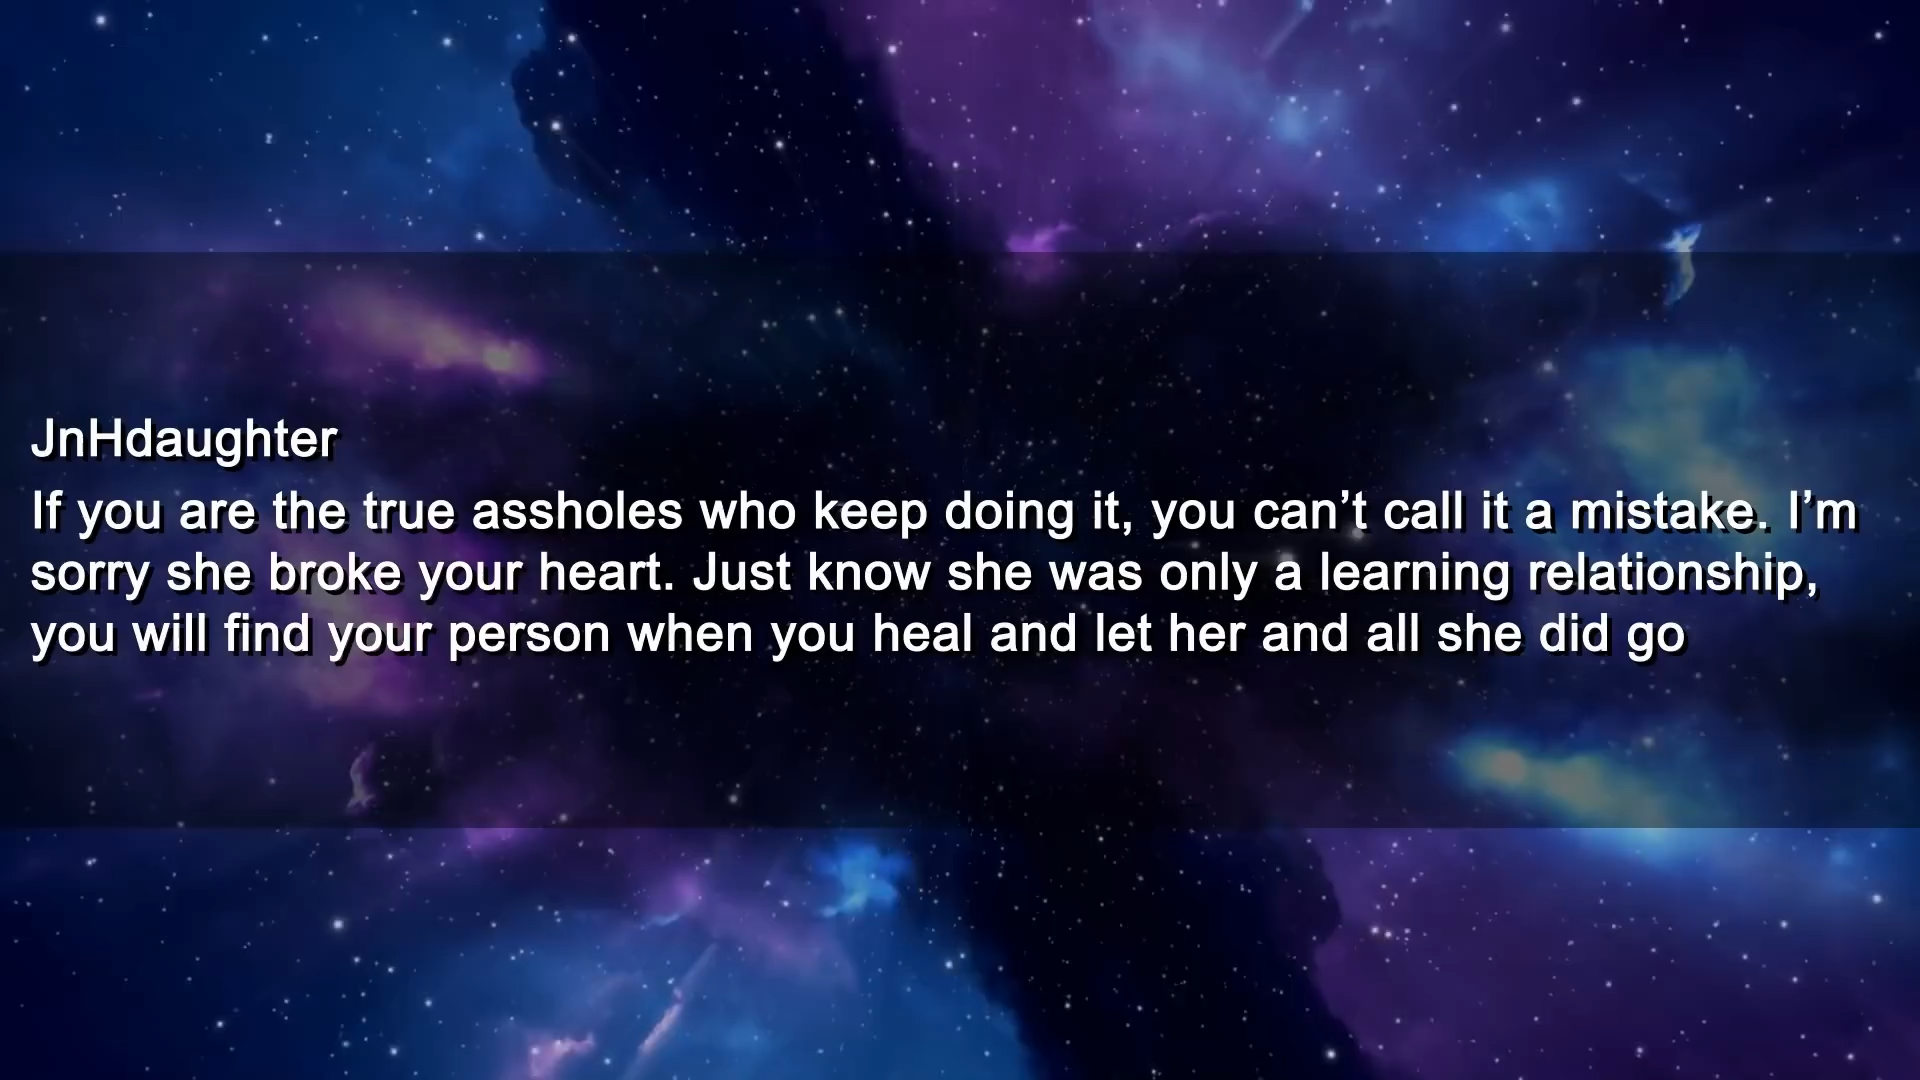 JnHdaughter
If you are the true assholes who keep doing it, you can’t call it a mistake. I’m
sorry she broke your heart. Just know she was only a learning relationship,
you will find your person when you heal and let her and all she did go